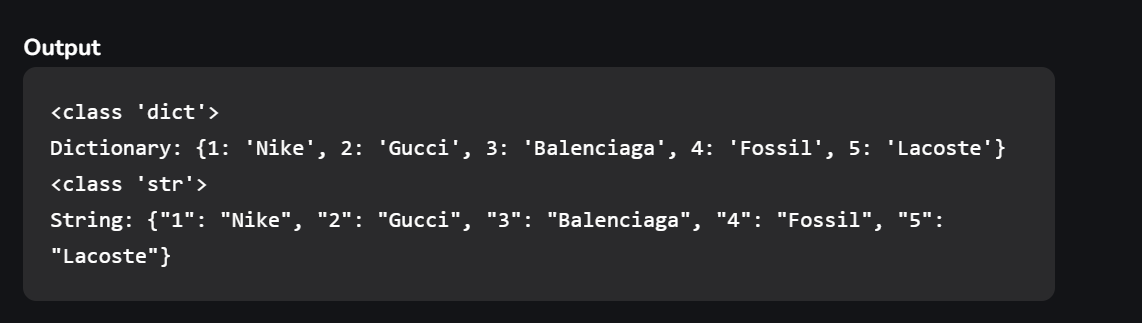 Output
<class 'dict'>
Dictionary: {1: 'Nike', 2: 'Gucci', 3: 'Balenciaga', 4: 'Fossil', 5: 'Lacoste'}
<class 'str'>
String: {"1": "Nike", "2": "Gucci", "3": "Balenciaga", "4": "Fossil", "5":
"Lacoste"}